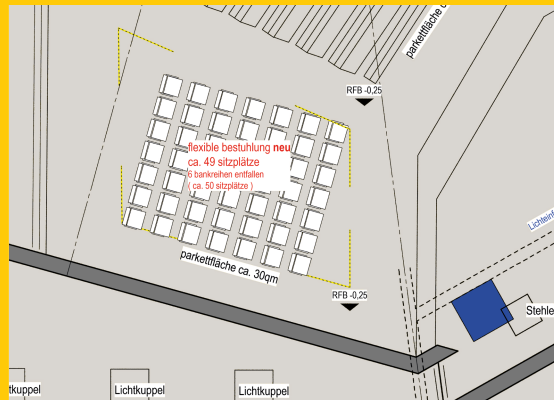 parkettfläche c
RFB -0,25
flexible bestuhlung neu
ca. 49 sitzplätze
6 bankreihen entfallen
( ca. 50 sitzplätze )
parkettfläche ca. 30qm
RFB -0,25
Lichteinf
Stehle
tkuppel
Lichtkuppel
Lichtkuppel